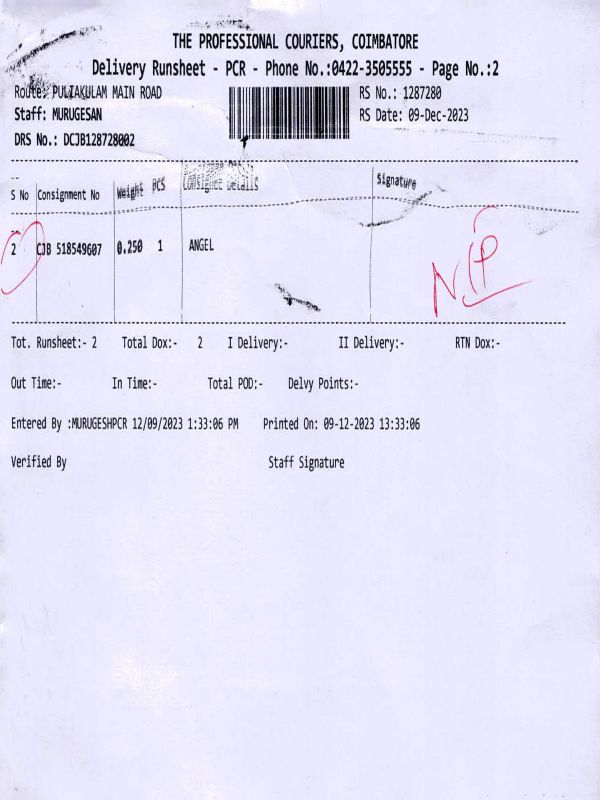 THE PROFESSIONAL COURIERS, COIMBATORE
Delivery Runsheet - PCR - Phone No.:0422-3505555 - Page No.:2
Route: PULIAKULAM MAIN ROAD RS No.: 1287280
Staff: MURUGESAN RS Date: 09-Dec-2023
DRS No.: DCJB128728002
S No Consignment No Weight PCS Consignee Details Signature
2 CJB 518549607 0.250 1 ANGEL
Tot. Runsheet:- 2 Total Dox:- 2 I Delivery:- II Delivery:- RTN Dox:-
Out Time:- In Time:- Total POD:- Delvy Points:-
Entered By :MURUGESHPCR 12/09/2023 1:33:06 PM Printed On: 09-12-2023 13:33:06
Verified By Staff Signature